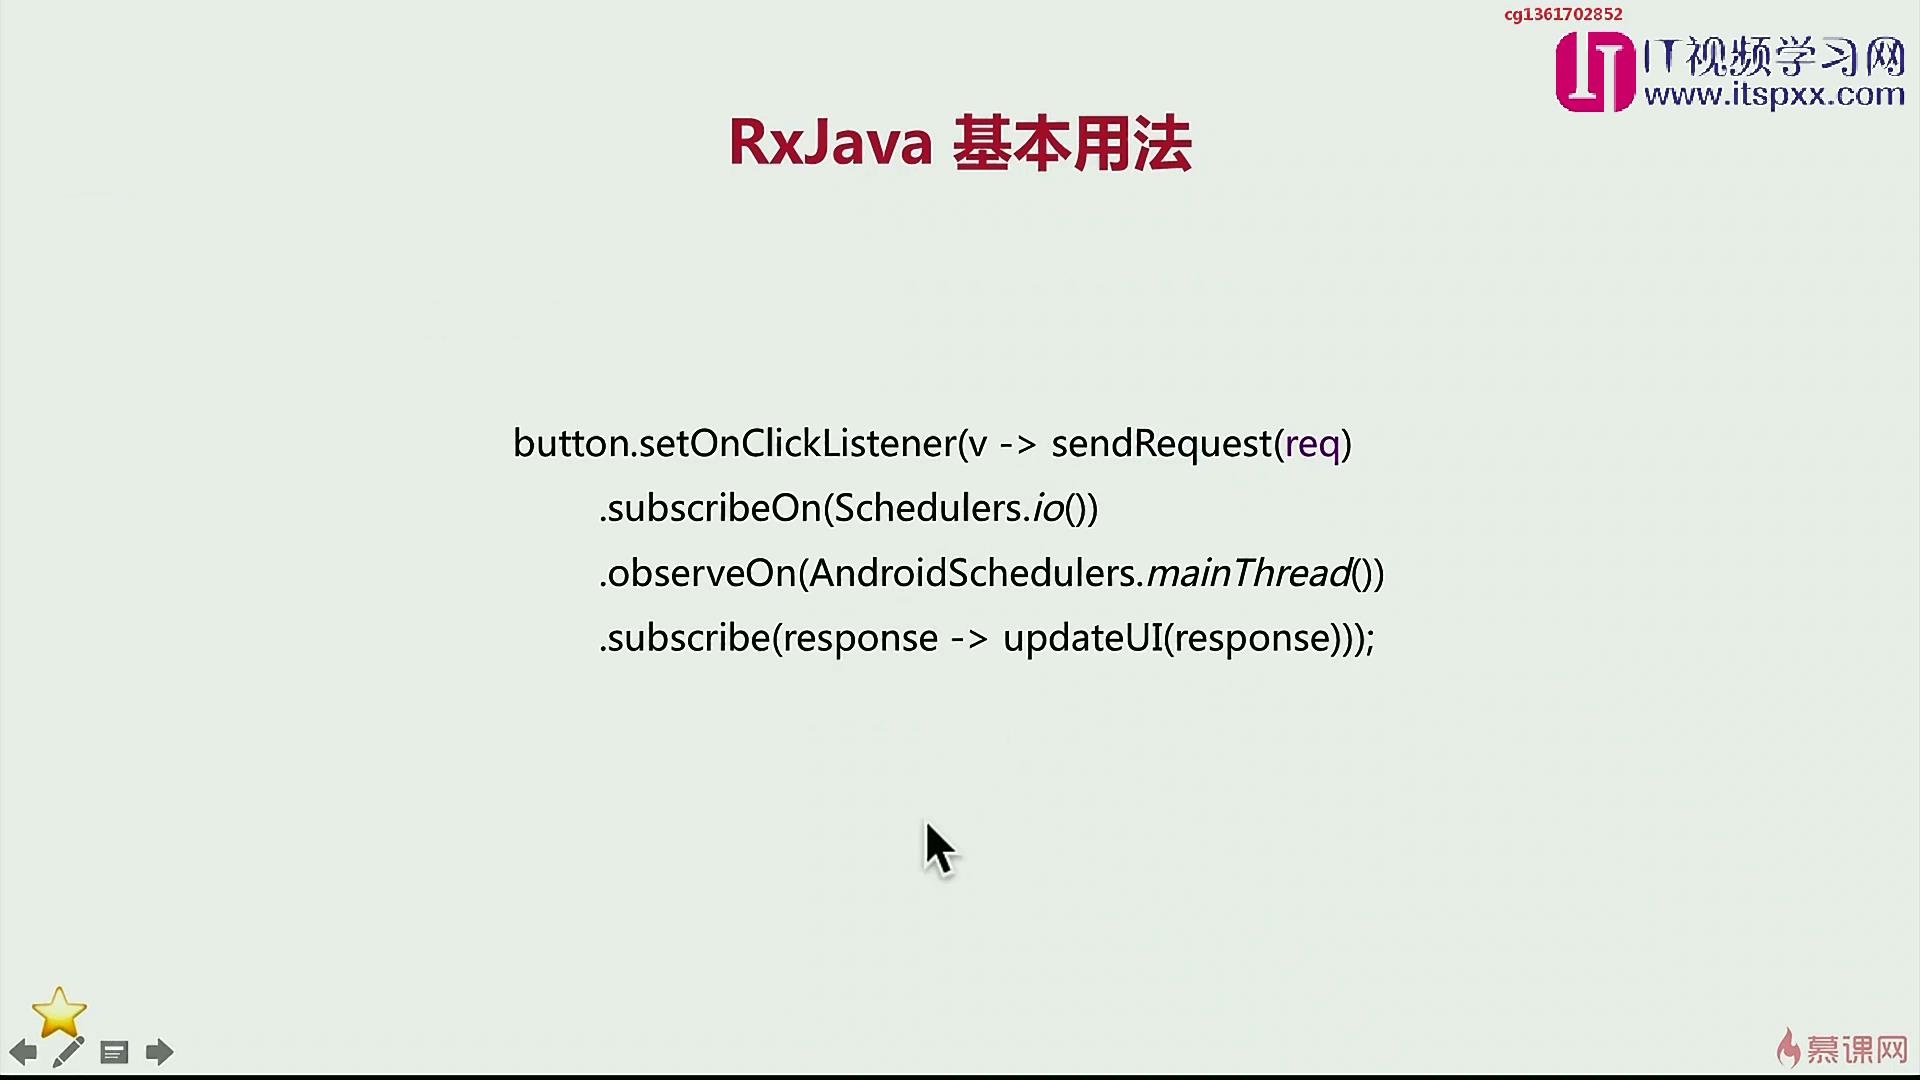 cg1361702852
IT视频学习网
www.itspxx.com
RxJava 基本用法
button.setOnClickListener(v -> sendRequest(req)
.subscribeOn(Schedulers.io())
.observeOn(AndroidSchedulers.mainThread())
.subscribe(response -> updateUI(response)));
慕课网